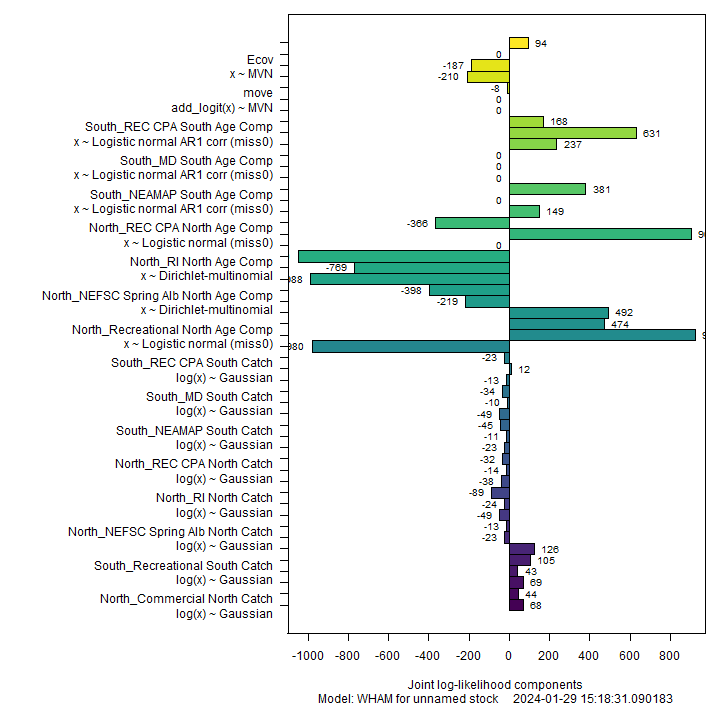 94
0
Ecov
-187
x ~ MVN
-210
move
-8
0
add_logit(x) ~ MVN
0
South_REC CPA South Age Comp
168
631
x ~ Logistic normal AR1 corr (miss0)
237
South_MD South Age Comp
0
0
x ~ Logistic normal AR1 corr (miss0)
0
South_NEAMAP South Age Comp
381
0
x ~ Logistic normal AR1 corr (miss0)
149
North_REC CPA North Age Comp
-366
x ~ Logistic normal (miss0)
0
North_RI North Age Comp
-769
x ~ Dirichlet-multinomial
North_NEFSC Spring Alb North Age Comp
-398
-219
x ~ Dirichlet-multinomial
492
North_Recreational North Age Comp
474
x ~ Logistic normal (miss0)
South_REC CPA South Catch
-23
12
log(x) ~ Gaussian
-13
South_MD South Catch
-34
-10
log(x) ~ Gaussian
-49
South_NEAMAP South Catch
-45
-11
log(x) ~ Gaussian
-23
North_REC CPA North Catch
-32
-14
log(x) ~ Gaussian
-38
North_RI North Catch
-89
-24
log(x) ~ Gaussian
-49
North_NEFSC Spring Alb North Catch
-13
-23
log(x) ~ Gaussian
126
South_Recreational South Catch
105
43
log(x) ~ Gaussian
69
North_Commercial North Catch
44
68
log(x) ~ Gaussian
-1000 -800 -600 -400 -200 0 200 400 600 800
Joint log-likelihood components
Model: WHAM for unnamed stock 2024-01-29 15:18:31.090183